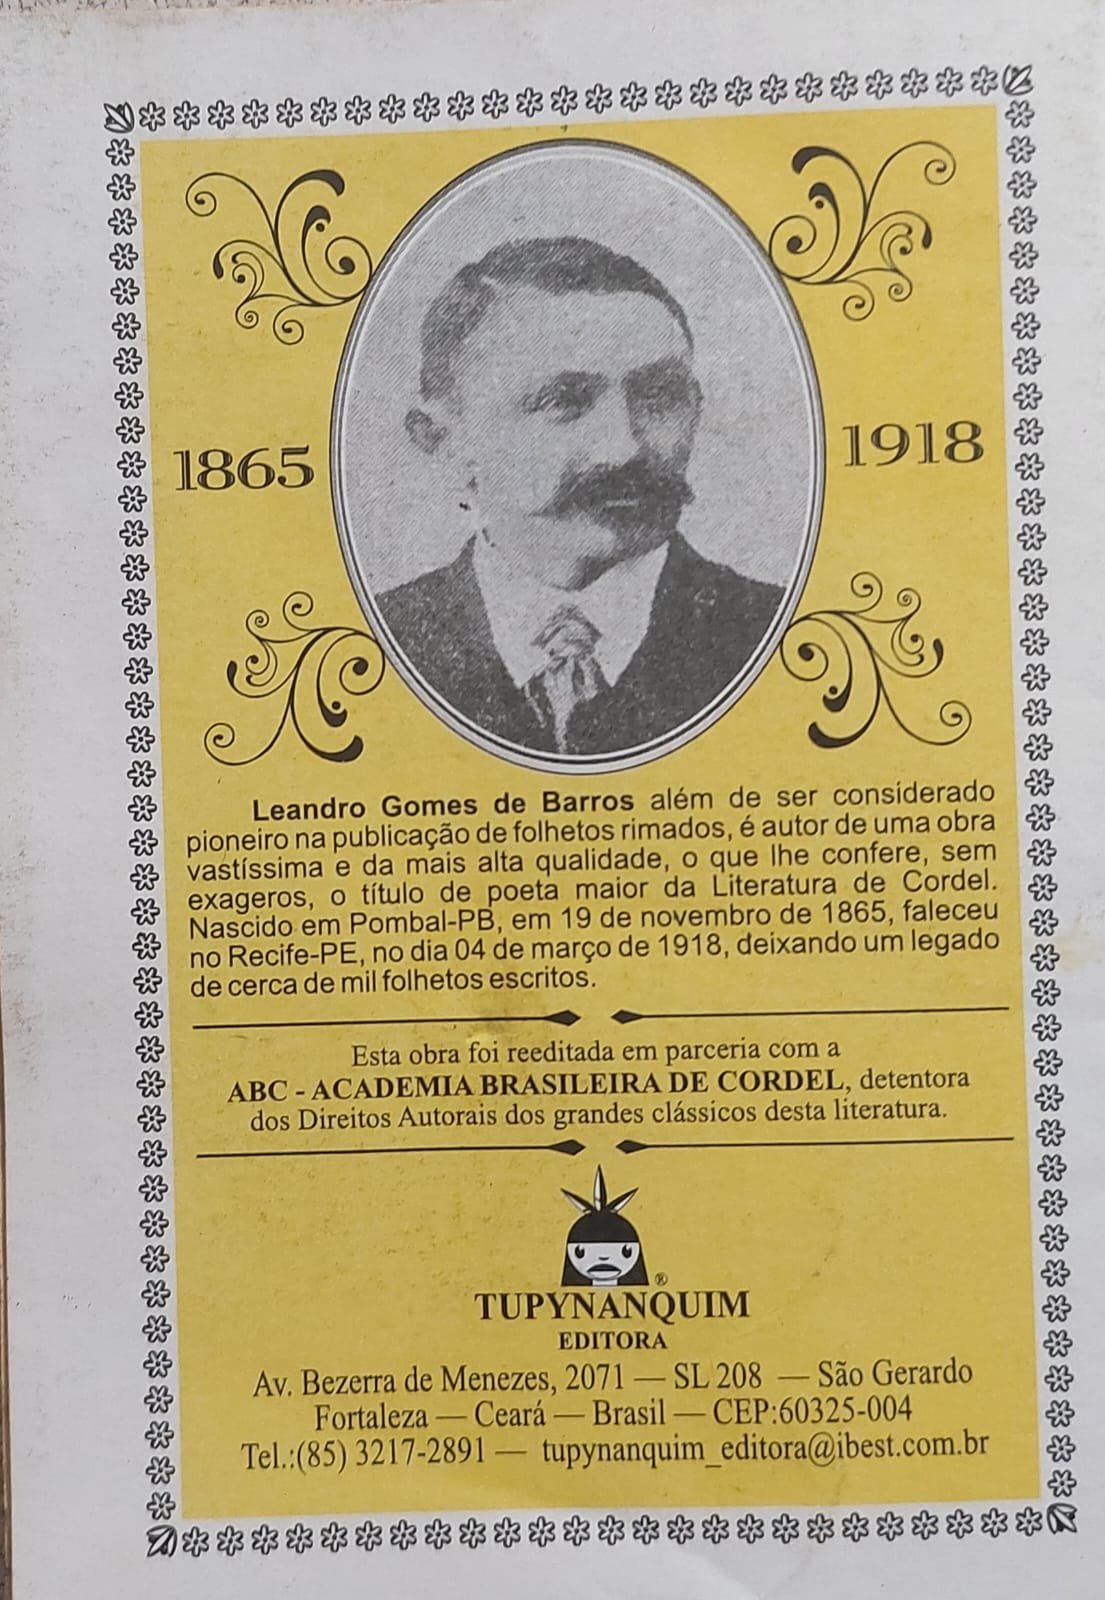 1865
1918
Leandro Gomes de Barros além de ser considerado
pioneiro na publicação de folhetos rimados, é autor de uma obra
vastíssima e da mais alta qualidade, o que lhe confere, sem
exageros, o título de poeta maior da Literatura de Cordel.
Nascido em Pombal-PB, em 19 de novembro de 1865, faleceu
no Recife-PE, no dia 04 de março de 1918, deixando um legado
de cerca de mil folhetos escritos.
Esta obra foi reeditada em parceria com a
ABC - ACADEMIA BRASILEIRA DE CORDEL, detentora
dos Direitos Autorais dos grandes clássicos desta literatura.
®
TUPYNANQUIM
EDITORA
Av. Bezerra de Menezes, 2071 — SL 208 — São Gerardo
Fortaleza — Ceará — Brasil — CEP:60325-004
Tel.:(85) 3217-2891 — tupynanquim_editora@ibest.com.br